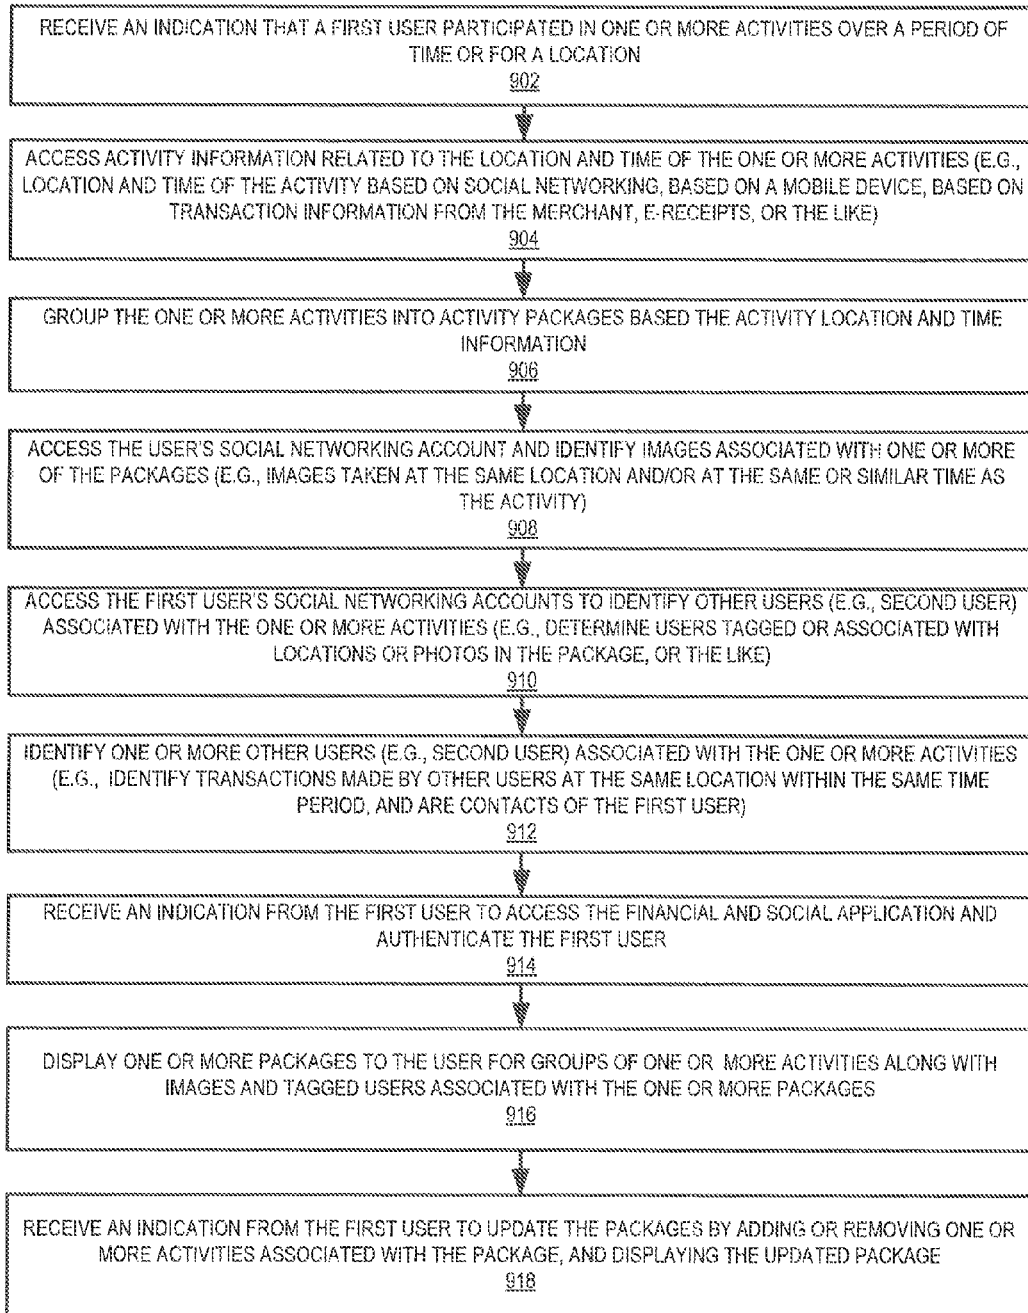 RECEIVE AN INDICATION THAT A FIRST USER PARTICIPATED IN ONE OR MORE ACTIVITIES OVER A PERIOD OF
TIME OR FOR A LOCATION
902
ACCESS ACTIVITY INFORMATION RELATED TO THE LOCATION AND TIME OF THE ONE OR MORE ACTIVITIES (E.G.,
LOCATION AND TIME OF THE ACTIVITY BASED ON SOCIAL NETWORKING, BASED ON A MOBILE DEVICE, BASED ON
TRANSACTION INFORMATION FROM THE MERCHANT, E-RECEIPTS, OR THE LIKE)
904
GROUP THE ONE OR MORE ACTIVITIES INTO ACTIVITY PACKAGES BASED THE ACTIVITY LOCATION AND TIME
INFORMATION
906
ACCESS THE USER'S SOCIAL NETWORKING ACCOUNT AND IDENTIFY IMAGES ASSOCIATED WITH ONE OR MORE
OF THE PACKAGES (E.G., IMAGES TAKEN AT THE SAME LOCATION AND/OR AT THE SAME OR SIMILAR TIME AS
THE ACTIVITY)
908
ACCESS THE FIRST USER'S SOCIAL NETWORKING ACCOUNTS TO IDENTIFY OTHER USERS (E.G., SECOND USER)
ASSOCIATED WITH THE ONE OR MORE ACTIVITIES (E.G., DETERMINE USERS TAGGED OR ASSOCIATED WITH
LOCATIONS OR PHOTOS IN THE PACKAGE, OR THE LIKE)
910
IDENTIFY ONE OR MORE OTHER USERS (E.G., SECOND USER) ASSOCIATED WITH THE ONE OR MORE ACTIVITIES
(E.G., IDENTIFY TRANSACTIONS MADE BY OTHER USERS AT THE SAME LOCATION WITHIN THE SAME TIME
PERIOD, AND ARE CONTACTS OF THE FIRST USER)
912
RECEIVE AN INDICATION FROM THE FIRST USER TO ACCESS THE FINANCIAL AND SOCIAL APPLICATION AND
AUTHENTICATE THE FIRST USER
914
DISPLAY ONE OR MORE PACKAGES TO THE USER FOR GROUPS OF ONE OR MORE ACTIVITIES ALONG WITH
IMAGES AND TAGGED USERS ASSOCIATED WITH THE ONE OR MORE PACKAGES
916
RECEIVE AN INDICATION FROM THE FIRST USER TO UPDATE THE PACKAGES BY ADDING OR REMOVING ONE OR
MORE ACTIVITIES ASSOCIATED WITH THE PACKAGE, AND DISPLAYING THE UPDATED PACKAGE
918